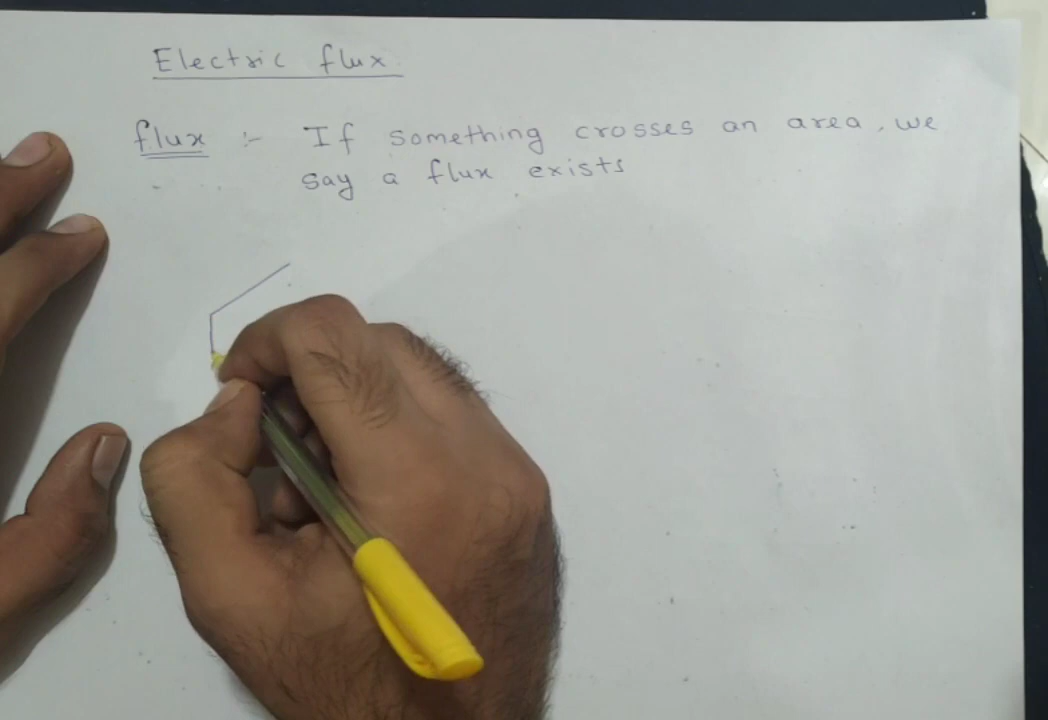 Electric flux
flux :- If something crosses an area, we
say a flux exists